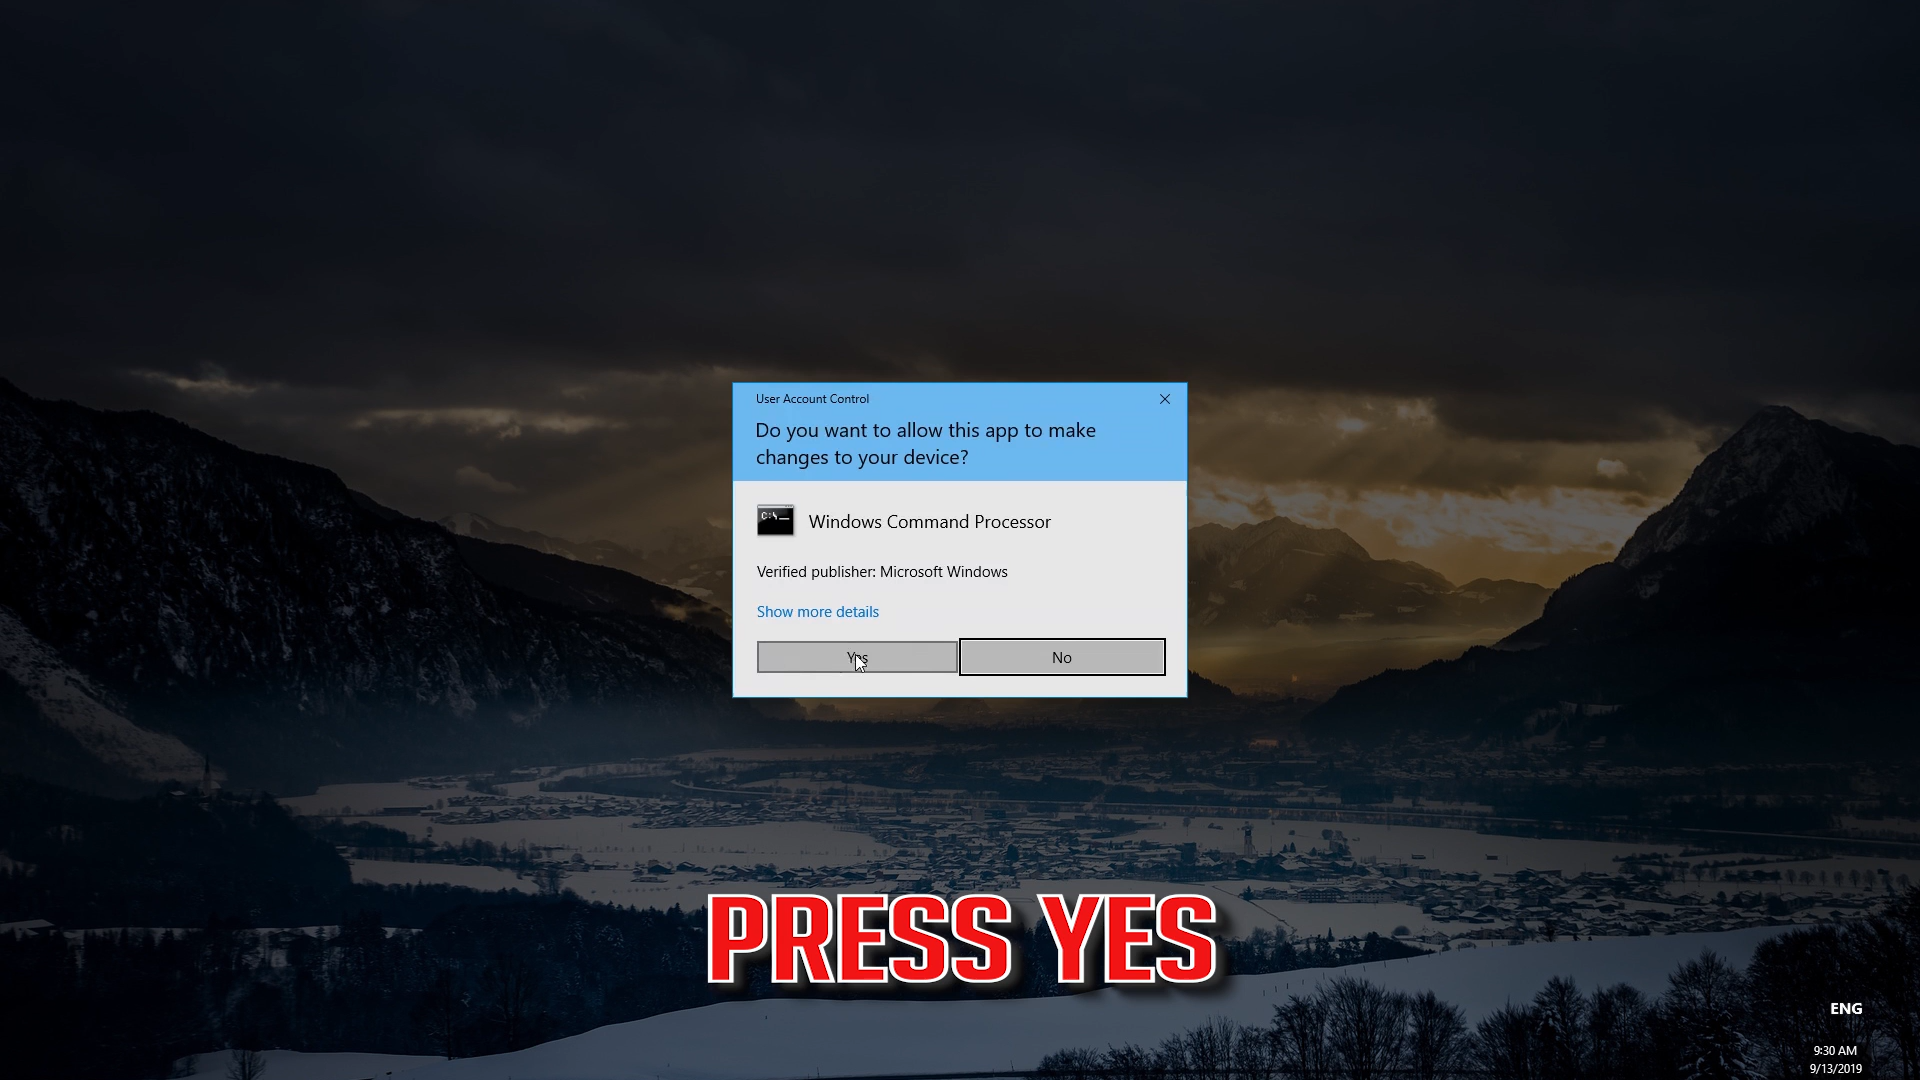 User Account Control
Do you want to allow this app to make
changes to your device?
C:\_
Windows Command Processor
Verified publisher: Microsoft Windows
Show more details
Yes
No
PRESS YES
ENG
9:30 AM
9/13/2019